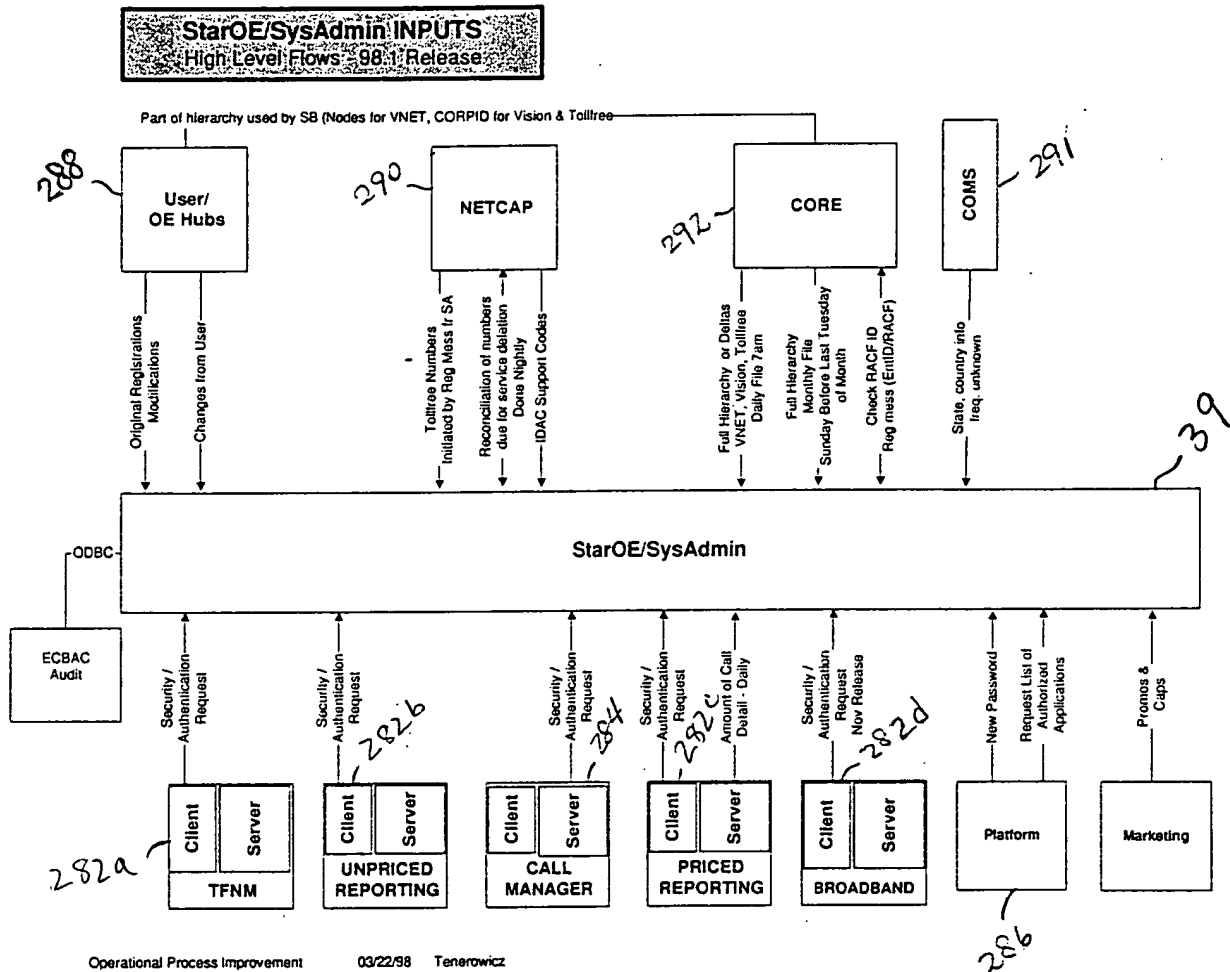 StarOE/SysAdmin INPUTS
High Level Flows - 98.1 Release
Part of hierarchy used by SB (Nodes for VNET, CORPID for Vision & Tollfree
288
User/
OE Hubs
290
NETCAP
292
CORE
COMS
291
Original Registrations
Modifications
Changes from User
Tollfree Numbers
Initiated by Reg Mess fr SA
Reconciliation of numbers
due for service deletion
Done Nightly
IDAC Support Codes
Full Hierarchy or Deltas
VNET, Vision, Tollfree
Daily File 7am
Full Hierarchy
Monthly File
Sunday Before Last Tuesday
of Month
Check RACF ID
Reg mess (EntID/RACF)
State, country info
freq. unknown
39
StarOE/SysAdmin
ODBC
ECBAC
Audit
Security /
Authentication
Request
Security /
Authentication
Request
Security /
Authentication
Request
Security /
Authentication
Request
Amount of Call
Detail - Daily
Security /
Authentication
Request
Nov Release
New Password
Request List of
Authorized
Applications
Promos &
Caps
282a
Client
Server
TFNM
282b
Client
Server
UNPRICED
REPORTING
284
Client
Server
CALL
MANAGER
282c
Client
Server
PRICED
REPORTING
282d
Client
Server
BROADBAND
Platform
286
Marketing
Operational Process Improvement 03/22/98 Tenerowicz